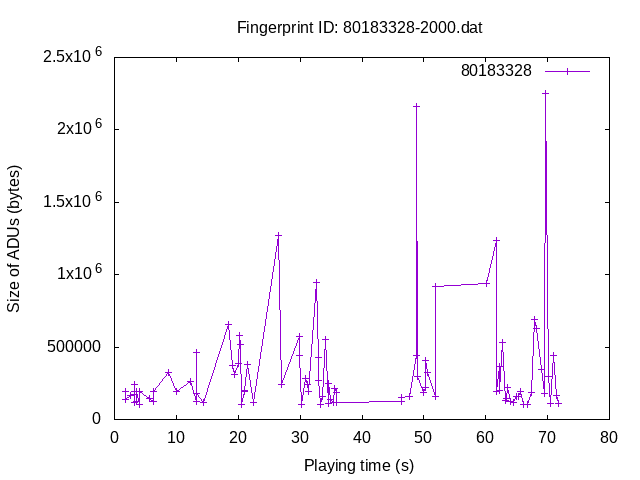 Fingerprint ID: 80183328-2000.dat
80183328
2.5x10^6
2x10^6
1.5x10^6
1x10^6
500000
0
Size of ADUs (bytes)
0 10 20 30 40 50 60 70 80
Playing time (s)